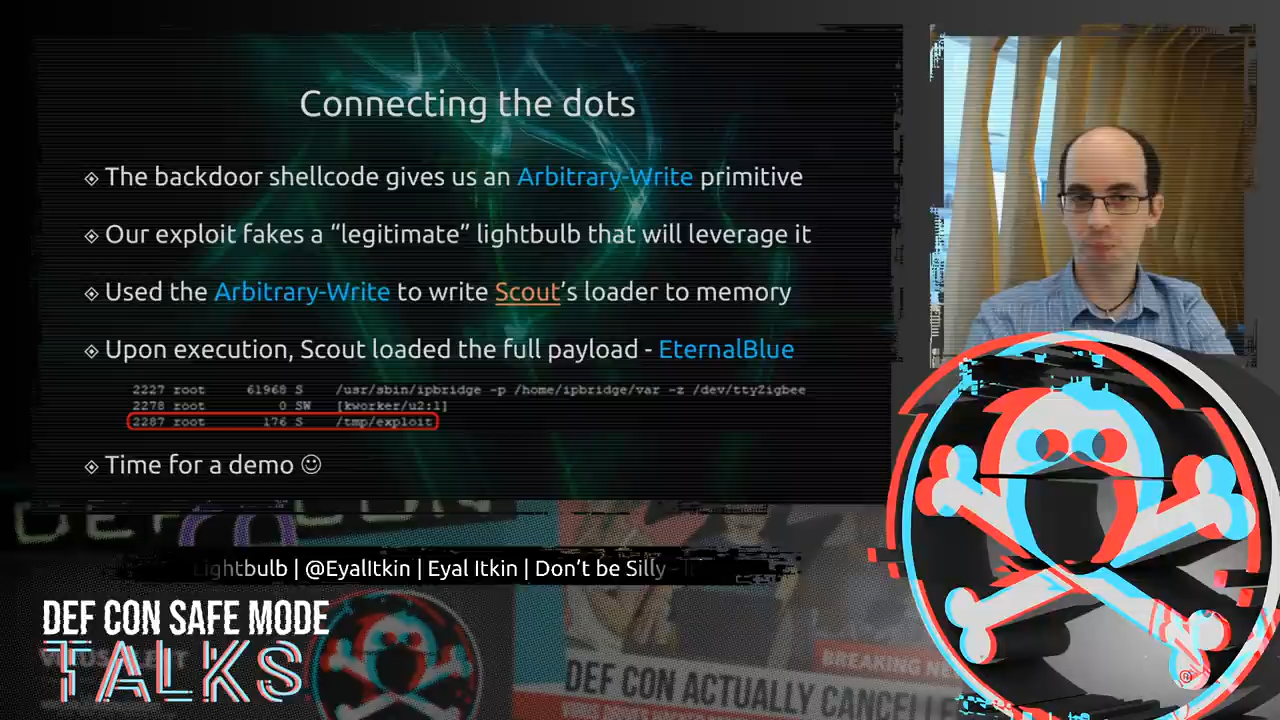 Connecting the dots
The backdoor shellcode gives us an Arbitrary-Write primitive
Our exploit fakes a “legitimate” lightbulb that will leverage it
Used the Arbitrary-Write to write Scout’s loader to memory
Upon execution, Scout loaded the full payload - EternalBlue
2227 root 61968 S /usr/sbin/ipbridge -p /home/ipbridge/var -z /dev/ttyZigbee
2278 root 0 SW [kworker/u2:1]
2287 root 176 S /tmp/exploit
Time for a demo ☺
DEF CON
Lightbulb | @EyalItkin | Eyal Itkin | Don’t be Silly -
DEF CON SAFE MODE
TALKS
BREAKING
DEF CON ACTUALLY
®